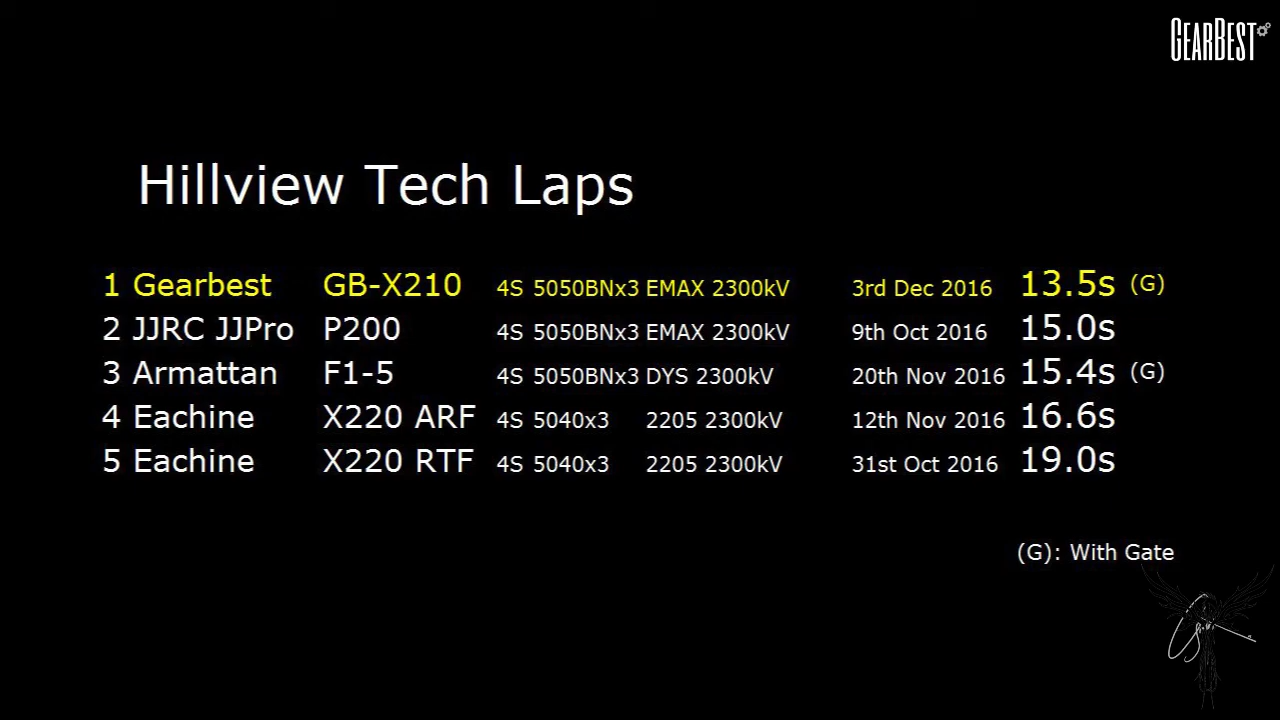 GEARBEST
Hillview Tech Laps
1 Gearbest GB-X210 4S 5050BNx3 EMAX 2300kV 3rd Dec 2016 13.5s (G)
2 JJRC JJPro P200 4S 5050BNx3 EMAX 2300kV 9th Oct 2016 15.0s
3 Armattan F1-5 4S 5050BNx3 DYS 2300kV 20th Nov 2016 15.4s (G)
4 Eachine X220 ARF 4S 5040x3 2205 2300kV 12th Nov 2016 16.6s
5 Eachine X220 RTF 4S 5040x3 2205 2300kV 31st Oct 2016 19.0s
(G): With Gate